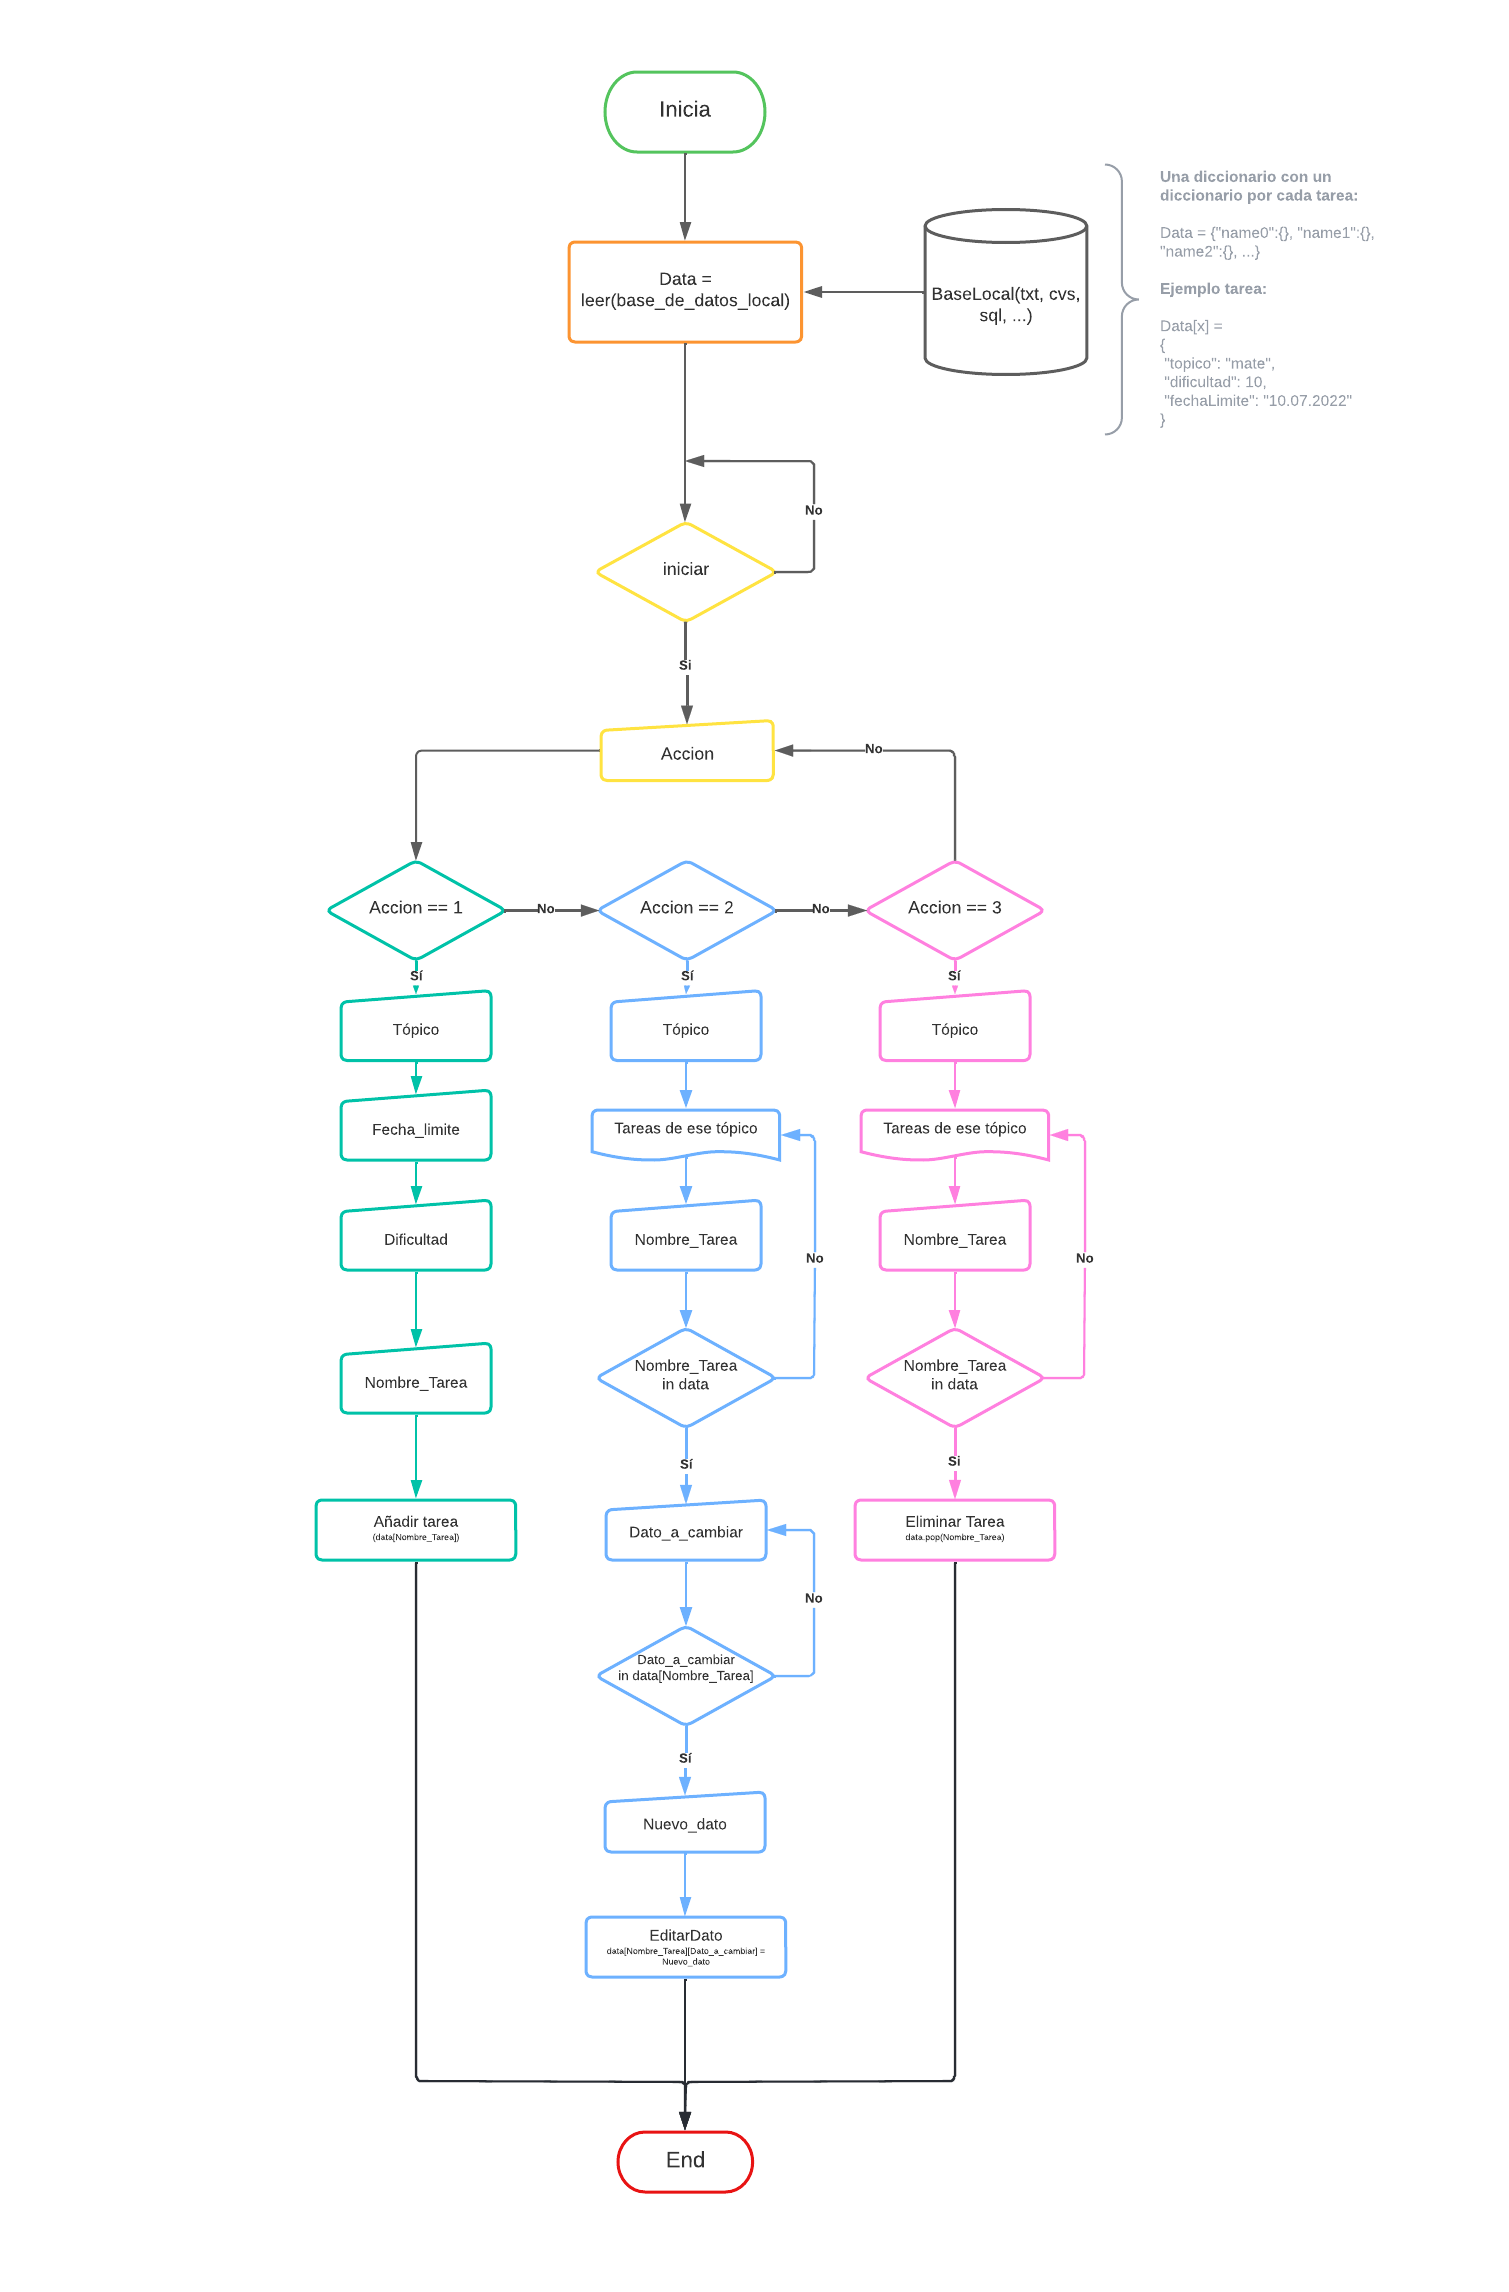 Inicia
Data =
leer(base_de_datos_local)
BaseLocal(txt, cvs,
sql, ...)
Una diccionario con un
diccionario por cada tarea:
Data = {"name0":{}, "name1":{},
"name2":{}, ...}
Ejemplo tarea:
Data[x] =
{
"topico": "mate",
"dificultad": 10,
"fechaLimite": "10.07.2022"
}
No
iniciar
Si
Accion
No
Accion == 1
No
Accion == 2
No
Accion == 3
Sí
Sí
Sí
Tópico
Tópico
Tópico
Fecha_limite
Tareas de ese tópico
Tareas de ese tópico
Dificultad
Nombre_Tarea
No
Nombre_Tarea
No
Nombre_Tarea
Nombre_Tarea
in data
Nombre_Tarea
in data
Sí
Si
Añadir tarea
(data[Nombre_Tarea])
Dato_a_cambiar
Eliminar Tarea
data.pop(Nombre_Tarea)
No
Dato_a_cambiar
in data[Nombre_Tarea]
Sí
Nuevo_dato
EditarDato
data[Nombre_Tarea][Dato_a_cambiar] =
Nuevo_dato
End